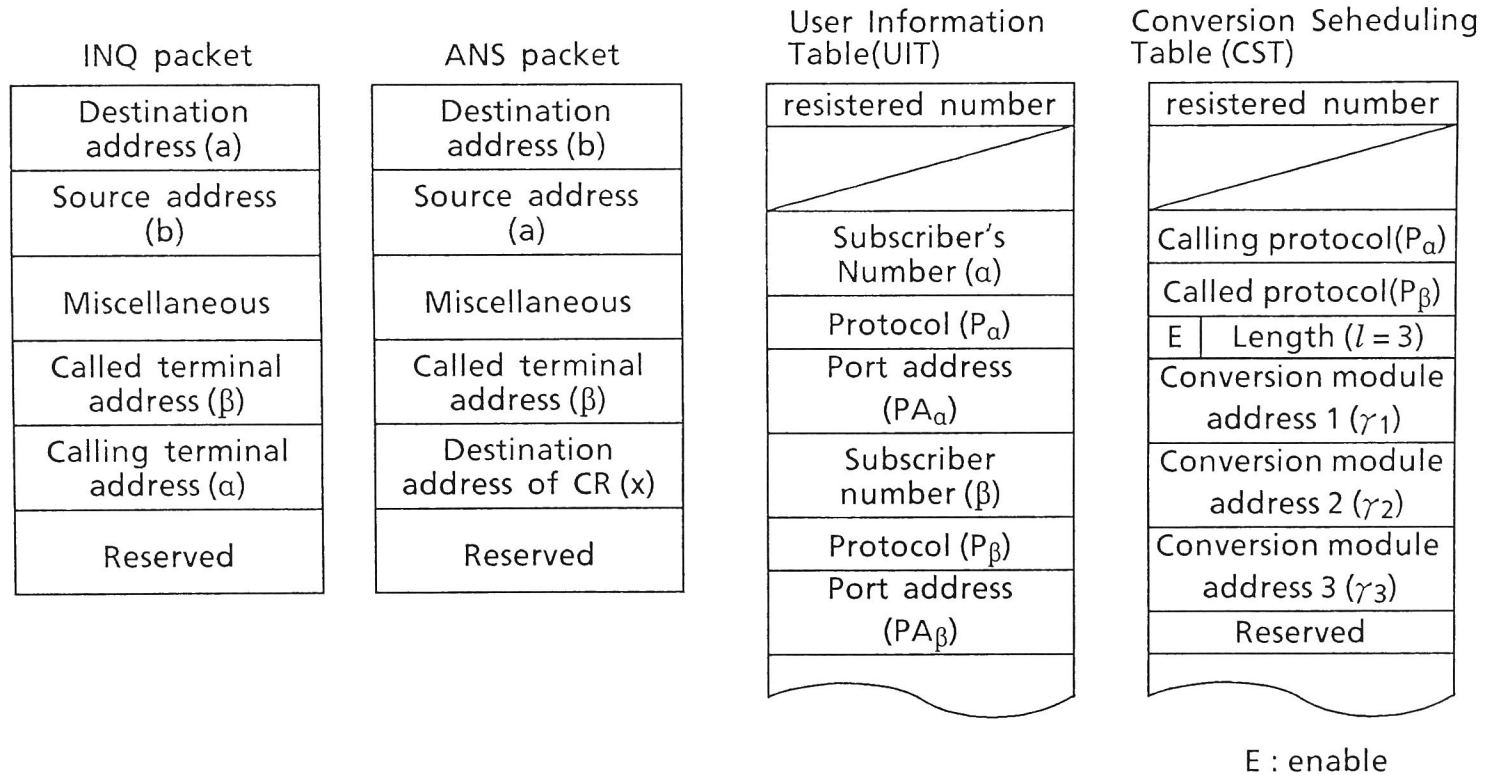 INQ packet
Destination
address (a)
Source address
(b)
Miscellaneous
Called terminal
address (β)
Calling terminal
address (α)
Reserved
ANS packet
Destination
address (b)
Source address
(a)
Miscellaneous
Called terminal
address (β)
Destination
address of CR (x)
Reserved
User Information
Table(UIT)
resistered number
Subscriber's
Number (α)
Protocol (Pα)
Port address
(PAα)
Subscriber
number (β)
Protocol (Pβ)
Port address
(PAβ)
Conversion Seheduling
Table (CST)
resistered number
Calling protocol(Pα)
Called protocol(Pβ)
E Length (l = 3)
Conversion module
address 1 (γ1)
Conversion module
address 2 (γ2)
Conversion module
address 3 (γ3)
Reserved
E : enable